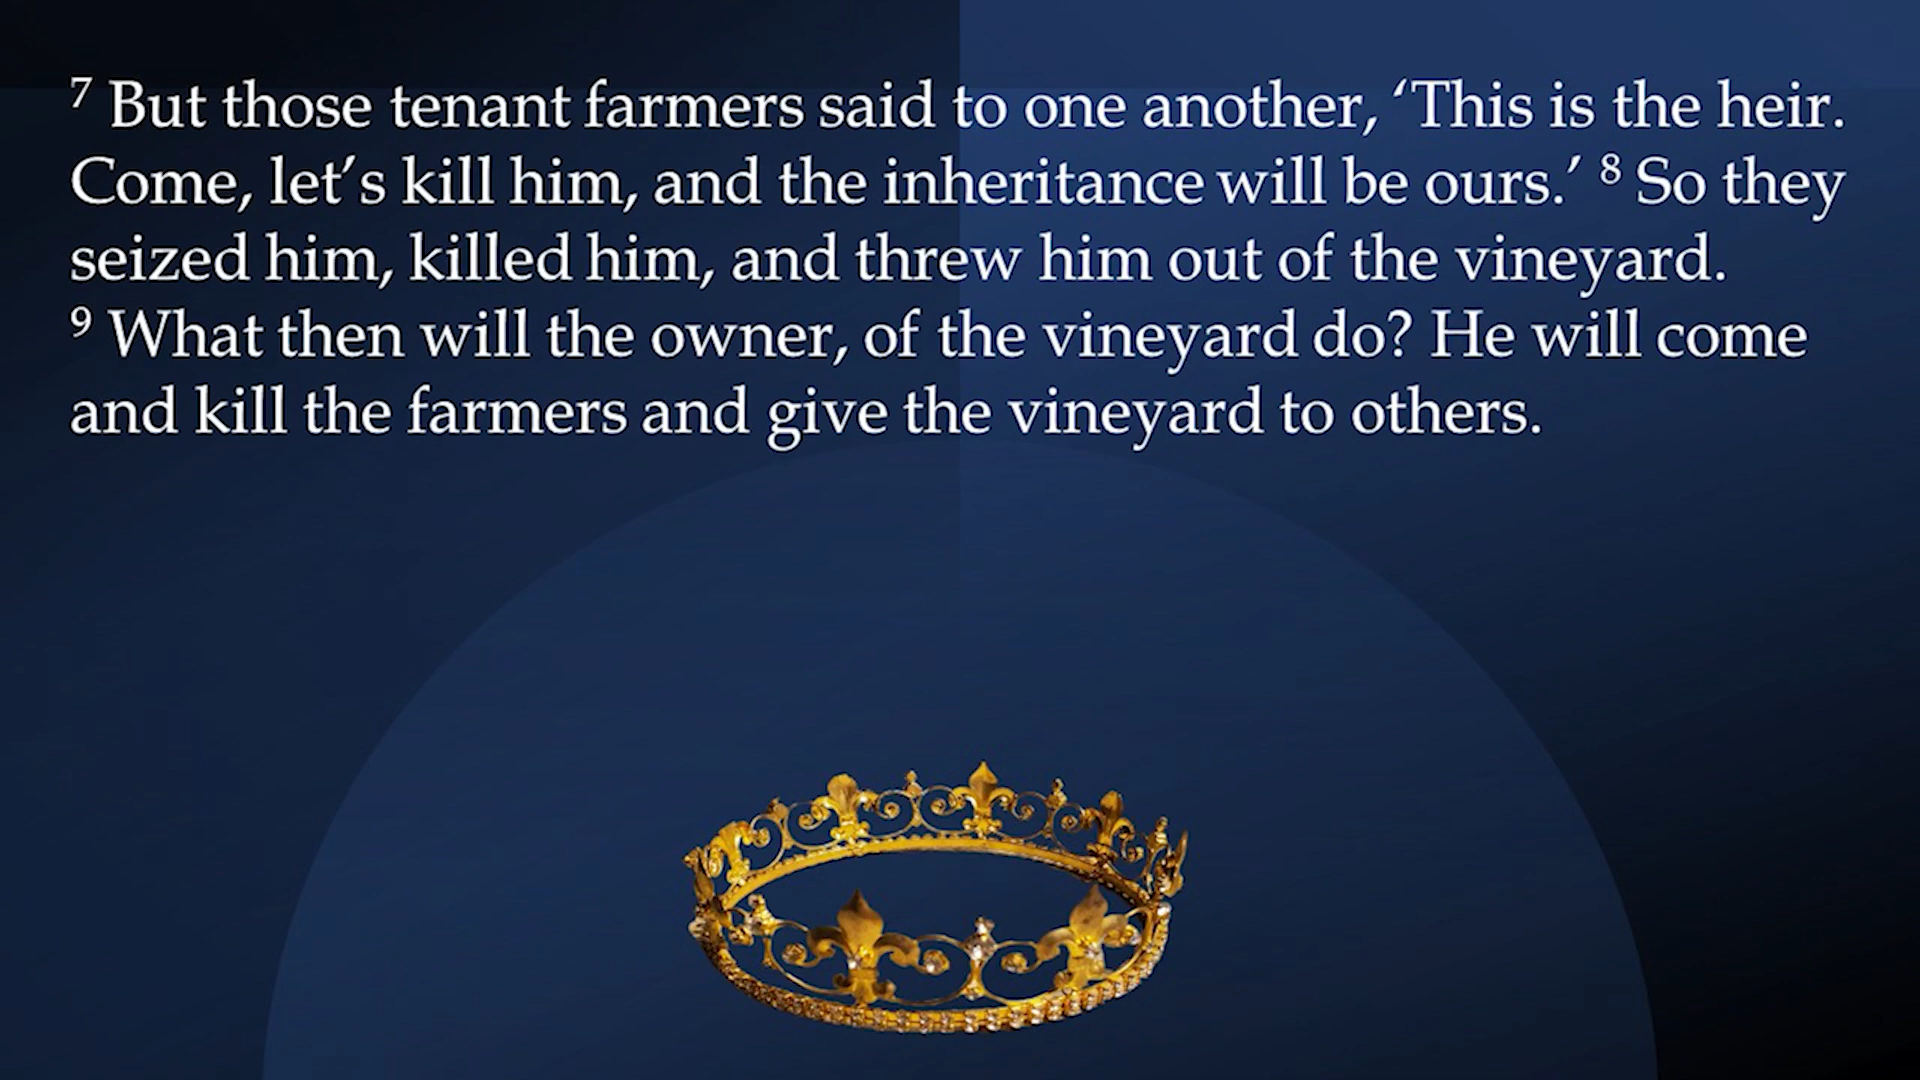 7 But those tenant farmers said to one another, ‘This is the heir.
Come, let’s kill him, and the inheritance will be ours.’ 8 So they
seized him, killed him, and threw him out of the vineyard.
9 What then will the owner, of the vineyard do? He will come
and kill the farmers and give the vineyard to others.